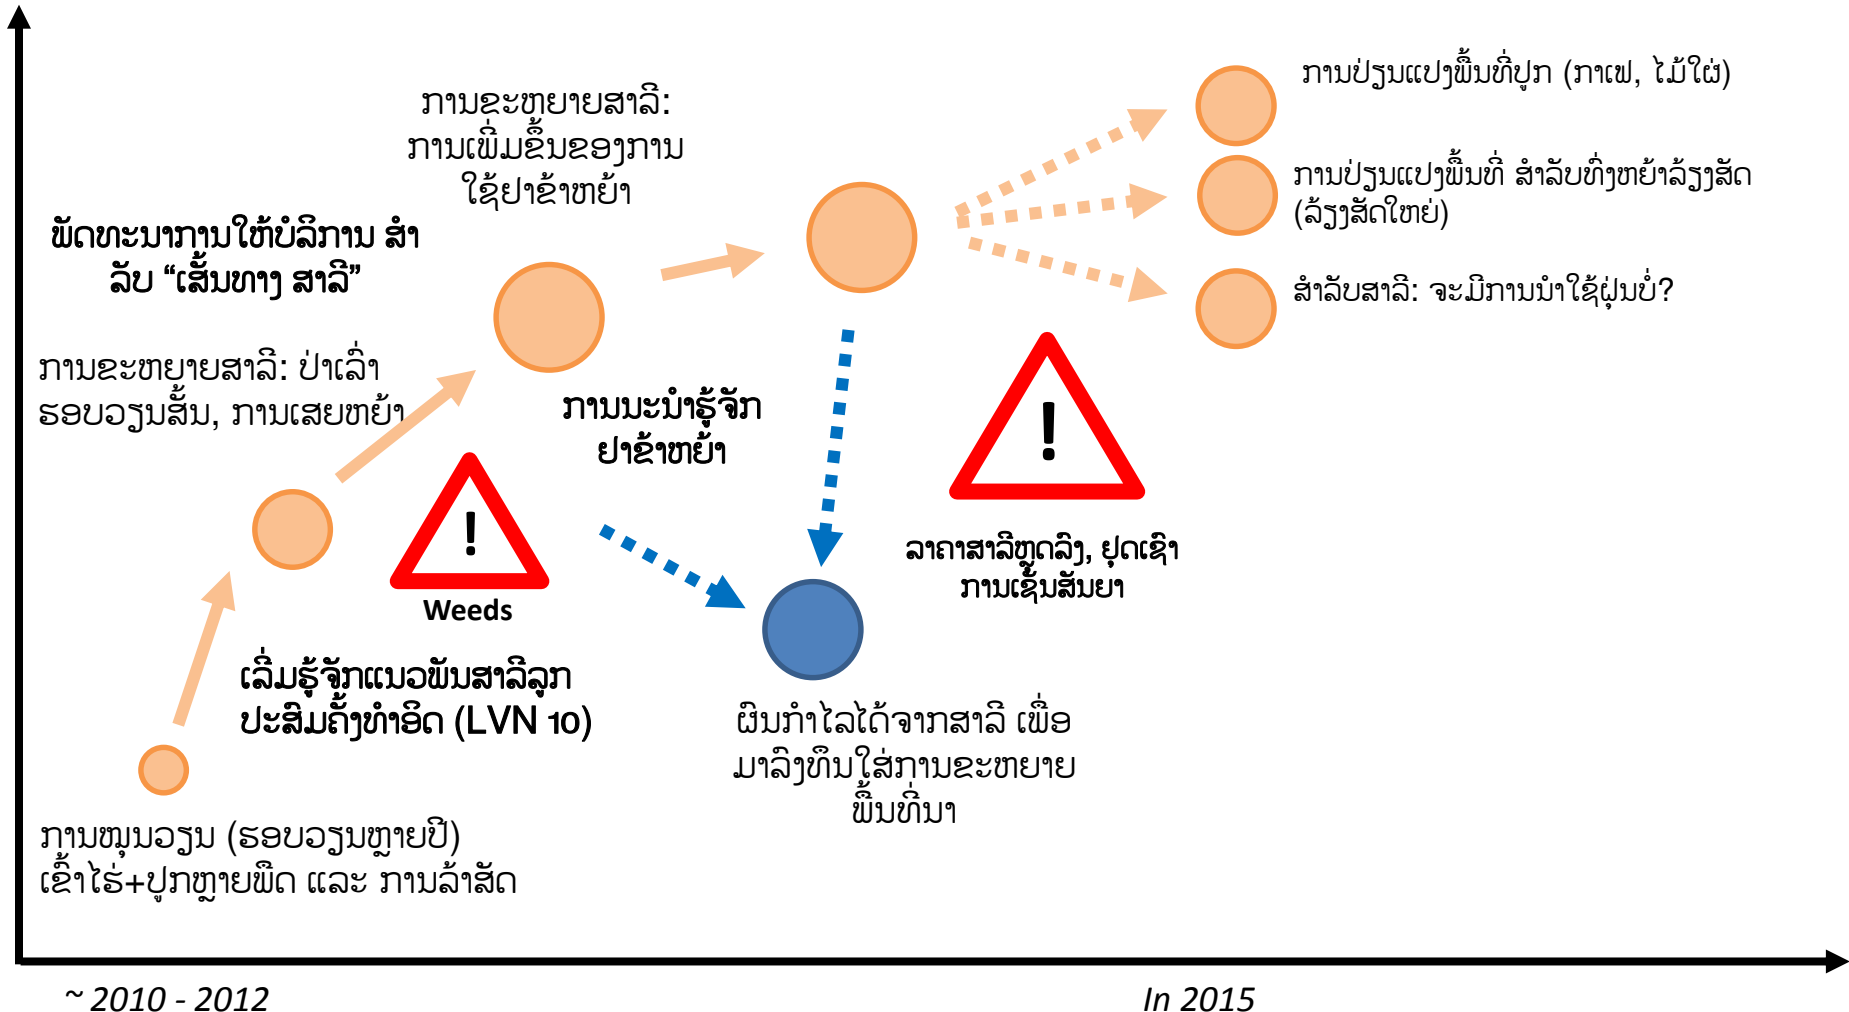 ການຂະຫຍາຍສາລີ:
ການເພີ່ມຂຶ້ນຂອງການ
ໃຊ້ຢາຂ້າຫຍ້າ
ການປ່ຽນແປງພື້ນທີ່ປູກ (ກາເຟ, ໄມ້ໃຜ່)
ການປ່ຽນແປງພື້ນທີ່ ສຳລັບທົ່ງຫຍ້າລ້ຽງສັດ
(ລ້ຽງສັດໃຫຍ່)
ສຳລັບສາລີ: ຈະມີການນຳໃຊ້ຝຸ່ນບໍ່?
ພັດທະນາການໃຫ້ບໍລິການ ສຳ
ລັບ “ເສັ້ນທາງ ສາລີ”
ການຂະຫຍາຍສາລີ: ປ່າເລົ່າ
ຮອບວຽນສັ້ນ, ການເສຍຫຍ້າ
ການນະນຳຮູ້ຈັກ
ຢາຂ້າຫຍ້າ
!
Weeds
!
ລາຄາສາລີຫຼຸດລົງ, ຢຸດເຊົາ
ການເຊັ່ນສັນຍາ
ເລີ່ມຮູ້ຈັກແນວພັນສາລີລູກ
ປະສົມຄັ້ງທຳອິດ (LVN 10)
ຜົນກຳໄລໄດ້ຈາກສາລີ ເພື່ອ
ມາລົງທຶນໃສ່ການຂະຫຍາຍ
ພື້ນທີ່ນາ
ການໝຸນວຽນ (ຮອບວຽນຫຼາຍປີ)
ເຂົ້າໄຮ່+ປູກຫຼາຍພືດ ແລະ ການລ້າສັດ
~ 2010 - 2012
In 2015